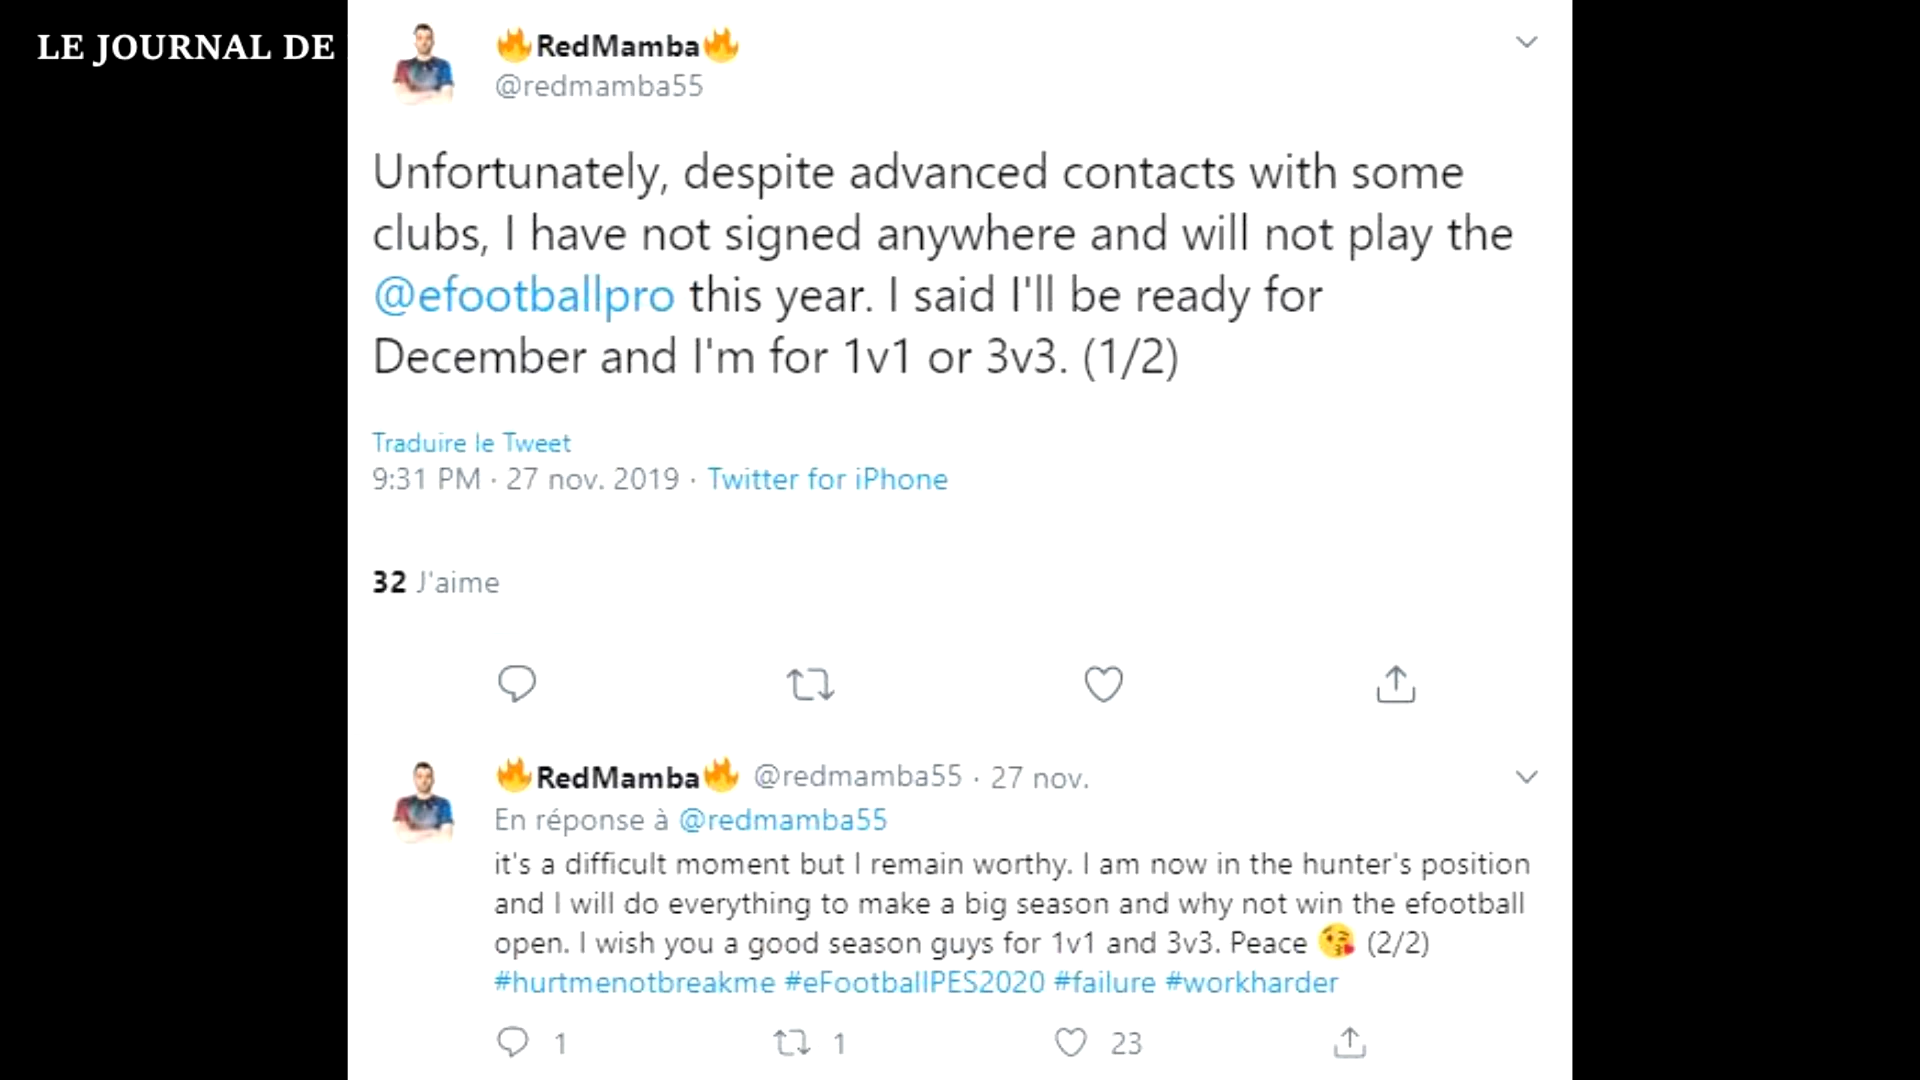 LE JOURNAL DE
🔥RedMamba🔥
@redmamba55
Unfortunately, despite advanced contacts with some
clubs, I have not signed anywhere and will not play the
@efootballpro this year. I said I'll be ready for
December and I'm for 1v1 or 3v3. (1/2)
Traduire le Tweet
9:31 PM · 27 nov. 2019 · Twitter for iPhone
32 J'aime
🔥RedMamba🔥 @redmamba55 · 27 nov.
En réponse à @redmamba55
it's a difficult moment but I remain worthy. I am now in the hunter's position
and I will do everything to make a big season and why not win the efootball
open. I wish you a good season guys for 1v1 and 3v3. Peace 😘 (2/2)
#hurtmenotbreakme #eFootballPES2020 #failure #workharder
1 1 23